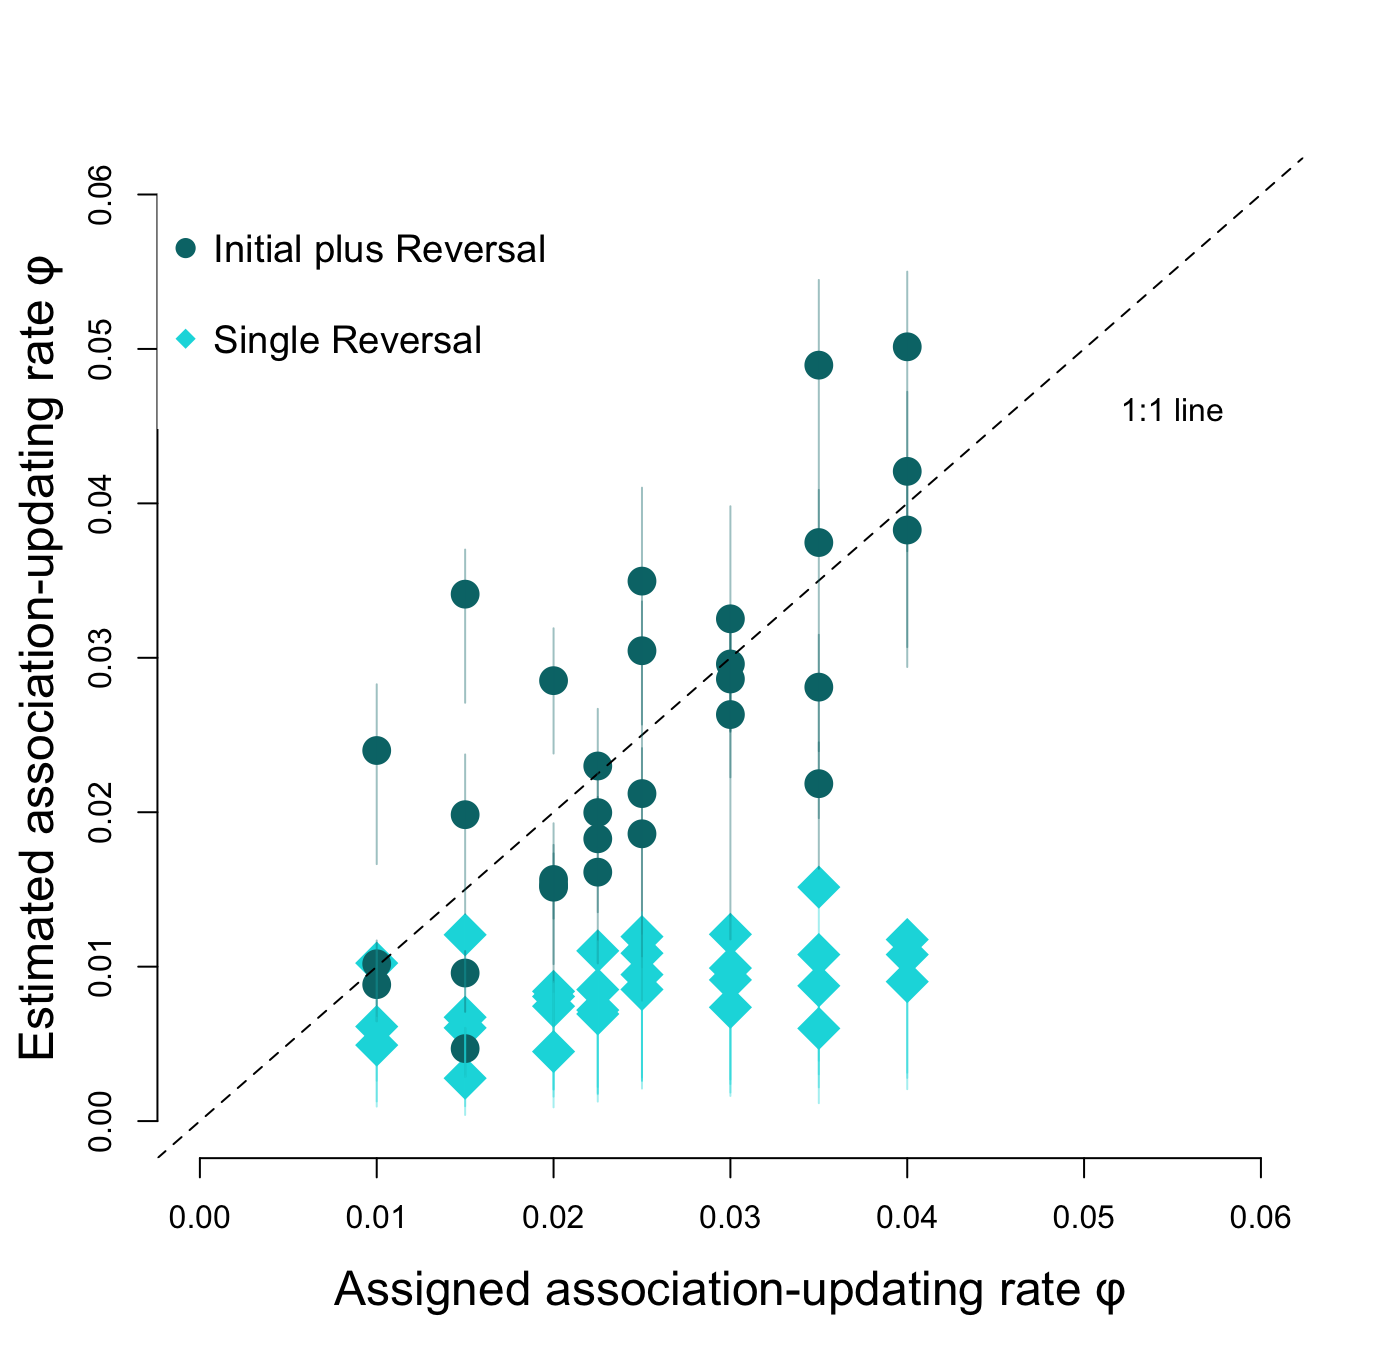 Initial plus Reversal
Single Reversal
1:1 line
Estimated association-updating rate φ
0.06
0.05
0.04
0.03
0.02
0.01
0.00
0.00 0.01 0.02 0.03 0.04 0.05 0.06
Assigned association-updating rate φ